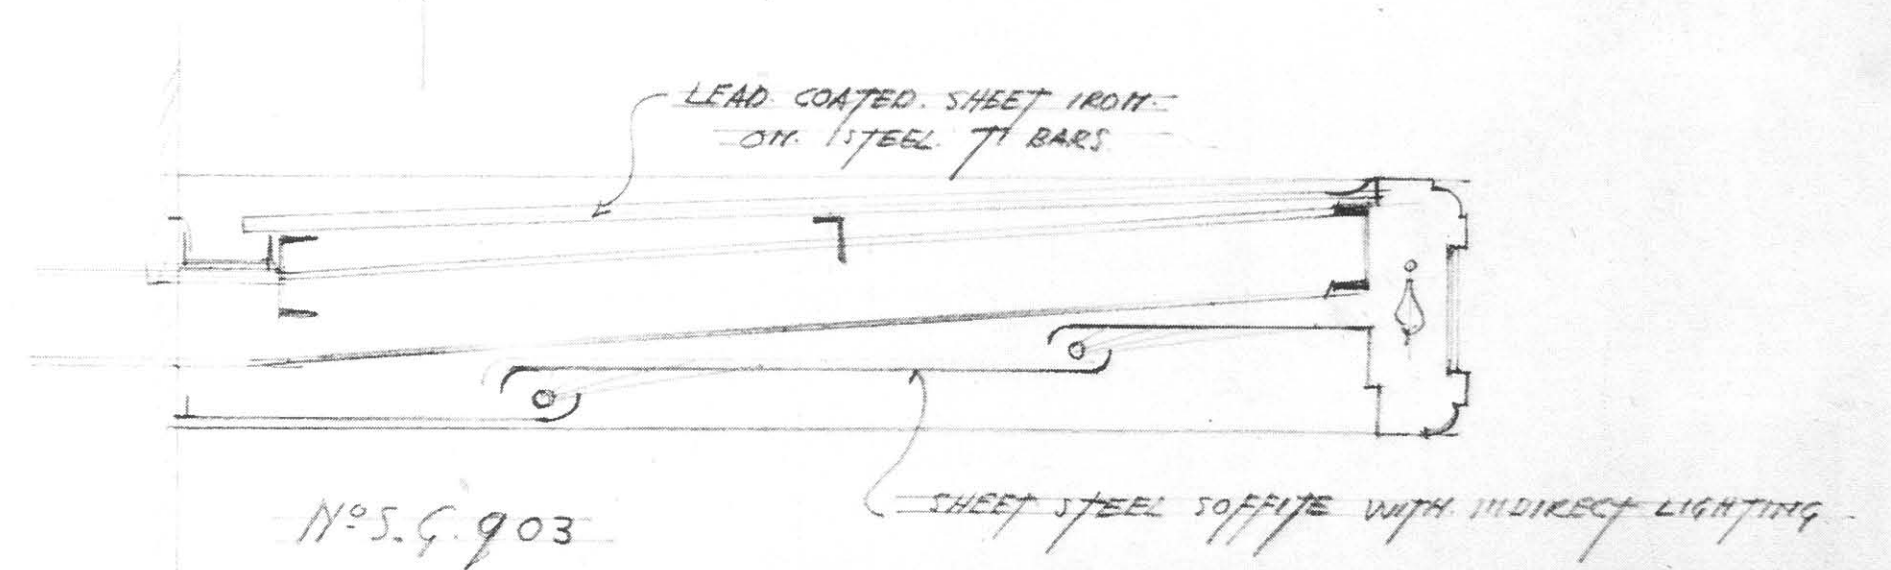 LEAD. COATED. SHEET IRON.
ON. STEEL. T BARS.
SHEET STEEL SOFFITE WITH. INDIRECT LIGHTING
Nº S.G. 903